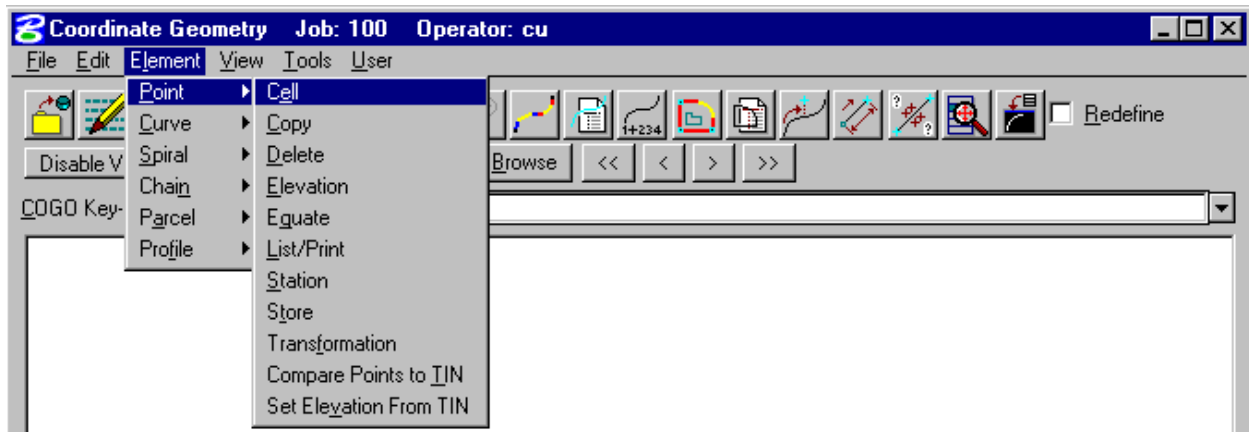 Coordinate Geometry Job: 100 Operator: cu
File Edit Element View Tools User
Point Cell
Curve Copy
Spiral Delete
Chain Elevation
Parcel Equate
Profile List/Print
Station
Store
Transformation
Compare Points to TIN
Set Elevation From TIN
1+234
Redefine
Disable V
Browse << < > >>
COGO Key-